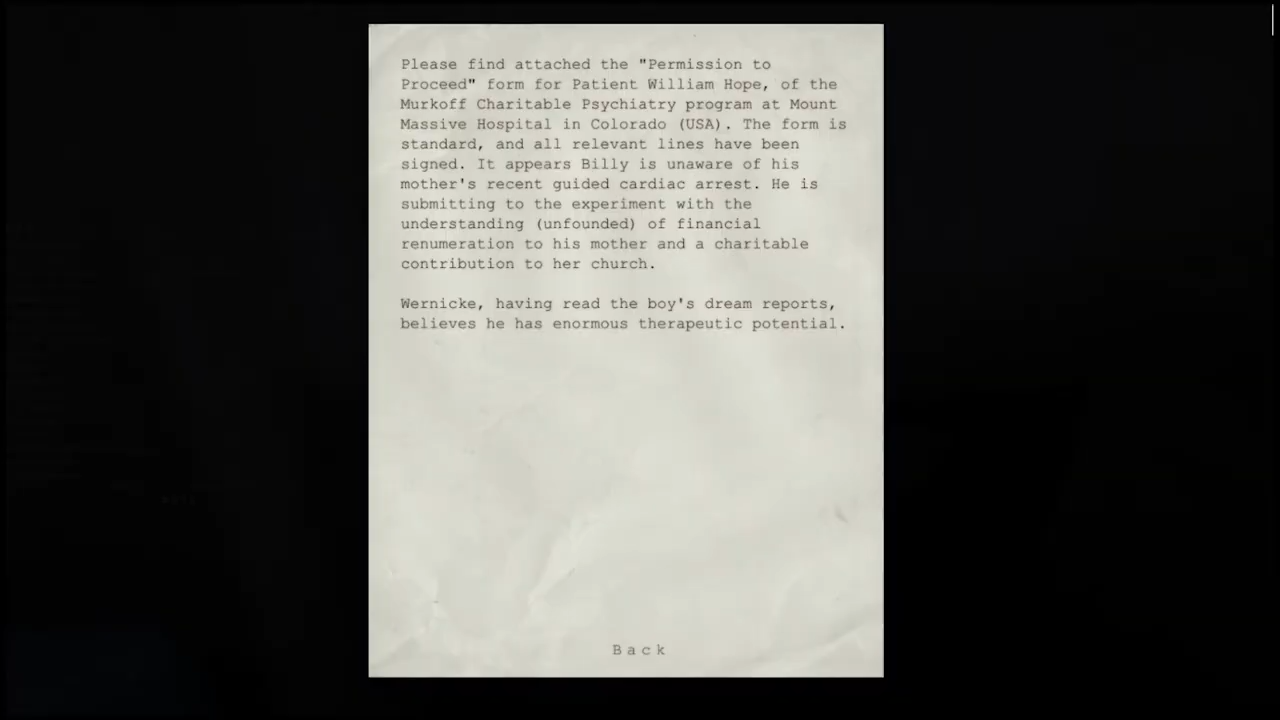 Please find attached the "Permission to
Proceed" form for Patient William Hope, of the
Murkoff Charitable Psychiatry program at Mount
Massive Hospital in Colorado (USA). The form is
standard, and all relevant lines have been
signed. It appears Billy is unaware of his
mother's recent guided cardiac arrest. He is
submitting to the experiment with the
understanding (unfounded) of financial
renumeration to his mother and a charitable
contribution to her church.
Wernicke, having read the boy's dream reports,
believes he has enormous therapeutic potential.
Back